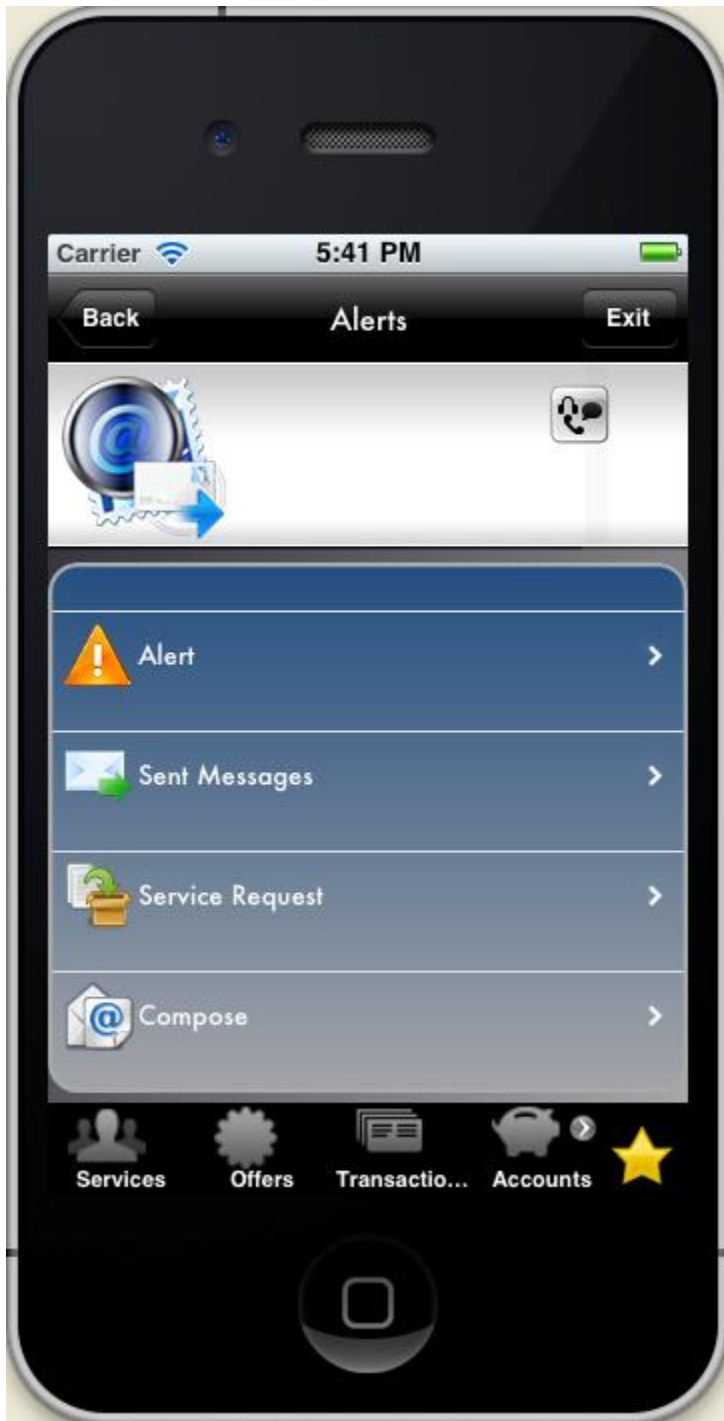 Carrier 5:41 PM
Back Alerts Exit
Alert
Sent Messages
Service Request
Compose
Services Offers Transactio... Accounts